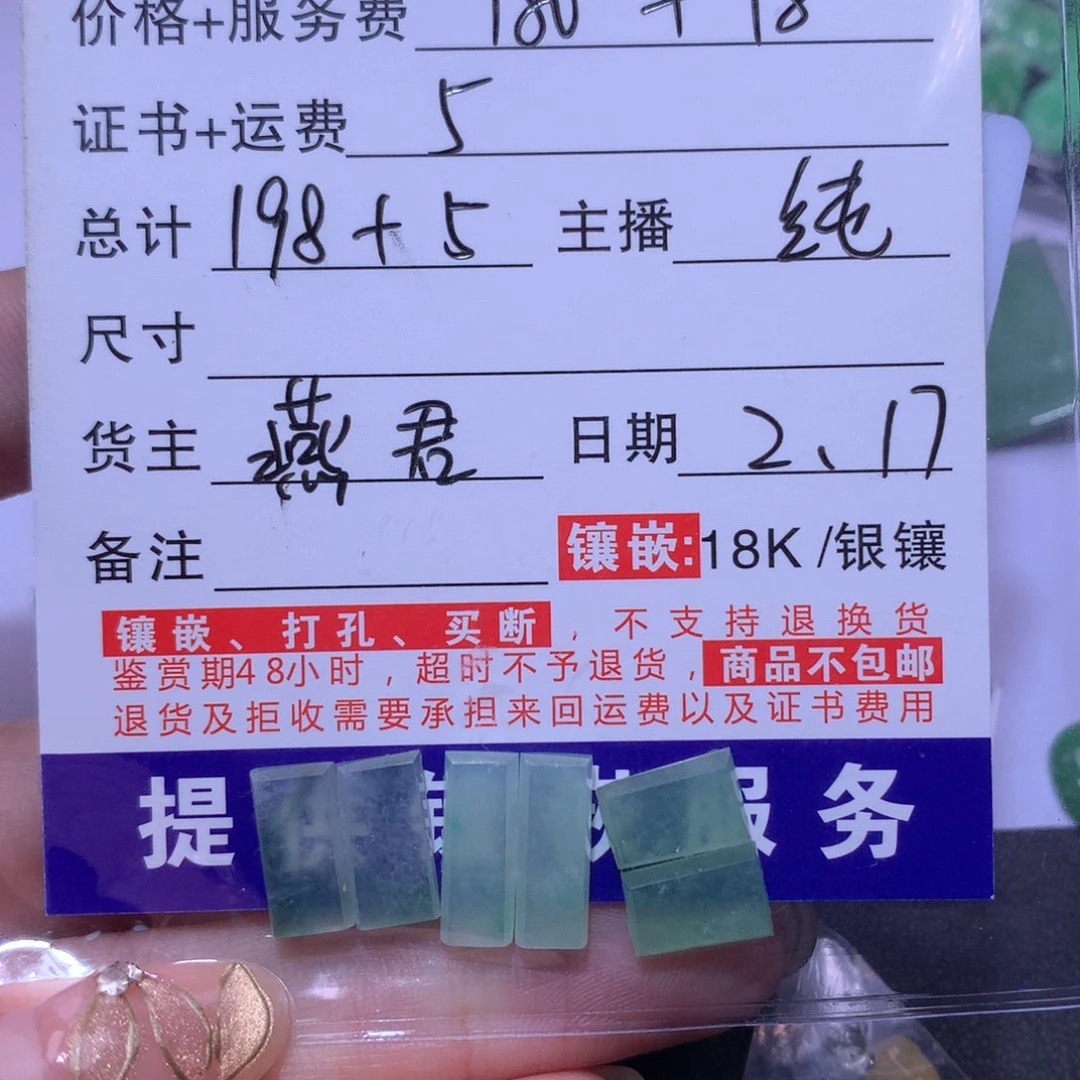 价格+服务费 180 + 18
证书+运费 5
总计 198 + 5 主播 纯
尺寸
货主 燕君 日期 2、17
备注 镶嵌:18K /银镶
镶嵌、打孔、买断，不支持退换货
鉴赏期48小时，超时不予退货，商品不包邮
退货及拒收需要承担来回运费以及证书费用
提供 服务